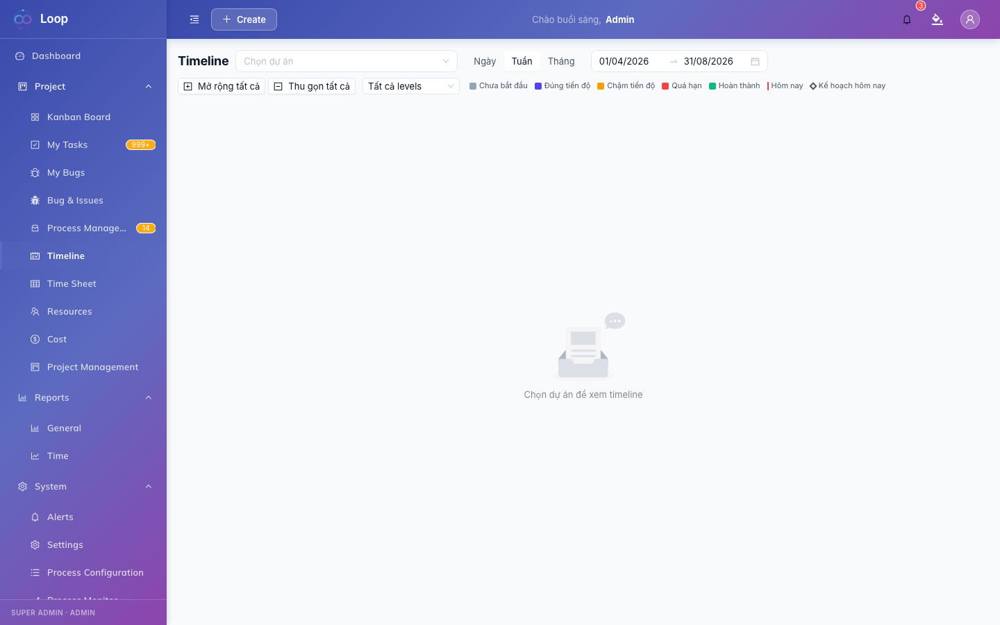 Loop
Create
Chào buổi sáng, Admin
3
Dashboard
Project
Kanban Board
My Tasks 999+
My Bugs
Bug & Issues
Process Manage... 14
Timeline
Time Sheet
Resources
Cost
Project Management
Reports
General
Time
System
Alerts
Settings
Process Configuration
Process Monitor
SUPER ADMIN · ADMIN
Timeline
Chọn dự án
Ngày Tuần Tháng
01/04/2026 → 31/08/2026
Mở rộng tất cả Thu gọn tất cả Tất cả levels
Chưa bắt đầu Đúng tiến độ Chậm tiến độ Quá hạn Hoàn thành Hôm nay Kế hoạch hôm nay
Chọn dự án để xem timeline